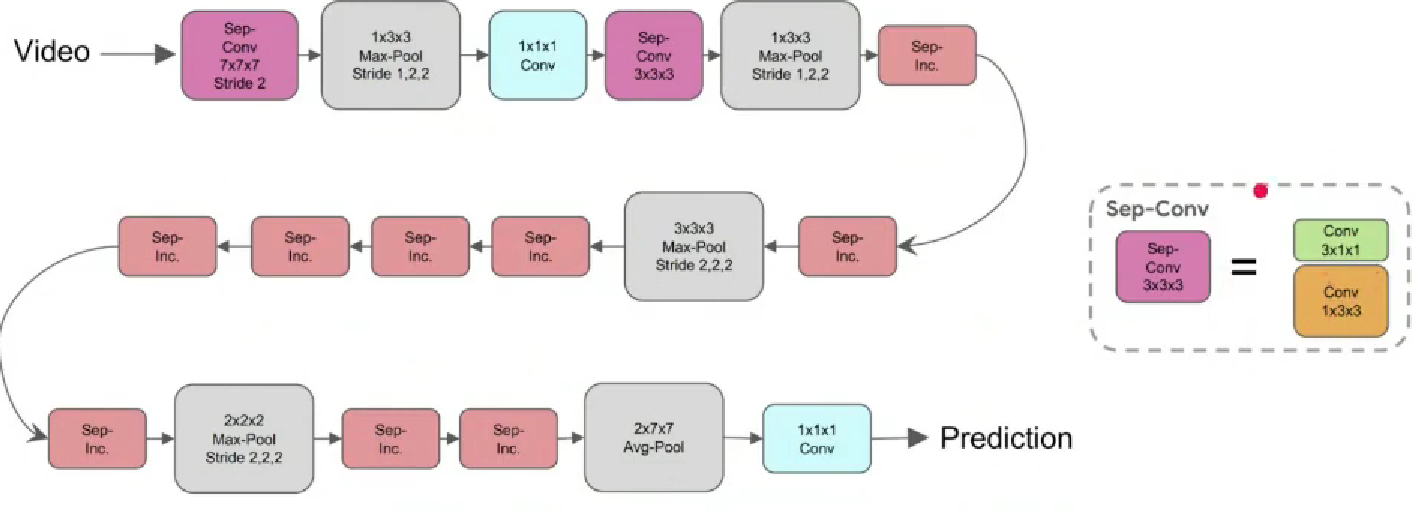 Video
Sep-
Conv
7x7x7
Stride 2
1x3x3
Max-Pool
Stride 1,2,2
1x1x1
Conv
Sep-
Conv
3x3x3
1x3x3
Max-Pool
Stride 1,2,2
Sep-
Inc.
Sep-
Inc.
3x3x3
Max-Pool
Stride 2,2,2
Sep-
Inc.
Sep-
Inc.
Sep-
Inc.
Sep-
Inc.
Sep-
Inc.
2x2x2
Max-Pool
Stride 2,2,2
Sep-
Inc.
Sep-
Inc.
2x7x7
Avg-Pool
1x1x1
Conv
Prediction
Sep-Conv
Sep-
Conv
3x3x3
=
Conv
3x1x1
Conv
1x3x3